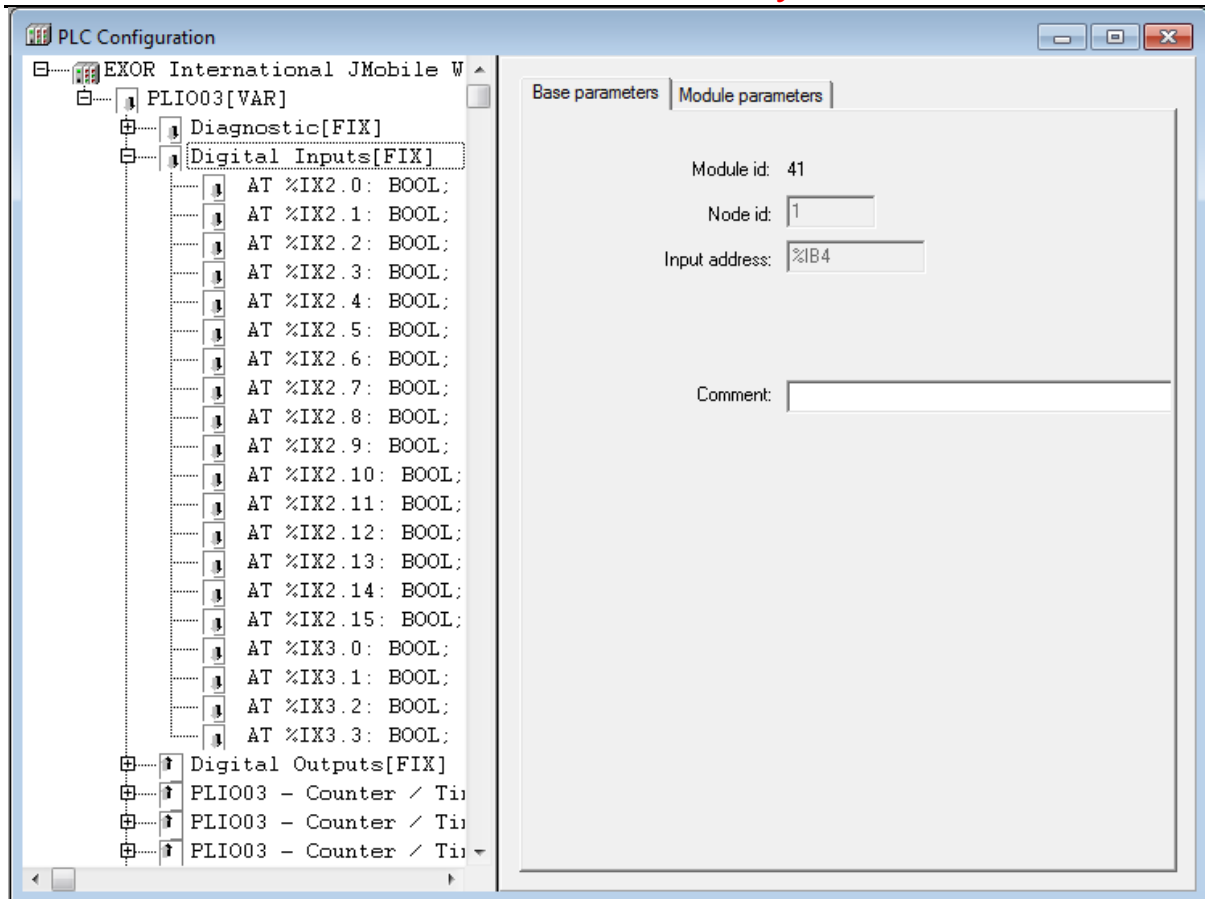 PLC Configuration
EXOR International JMobile W
PLIO03[VAR]
Diagnostic[FIX]
Digital Inputs[FIX]
AT %IX2.0: BOOL;
AT %IX2.1: BOOL;
AT %IX2.2: BOOL;
AT %IX2.3: BOOL;
AT %IX2.4: BOOL;
AT %IX2.5: BOOL;
AT %IX2.6: BOOL;
AT %IX2.7: BOOL;
AT %IX2.8: BOOL;
AT %IX2.9: BOOL;
AT %IX2.10: BOOL;
AT %IX2.11: BOOL;
AT %IX2.12: BOOL;
AT %IX2.13: BOOL;
AT %IX2.14: BOOL;
AT %IX2.15: BOOL;
AT %IX3.0: BOOL;
AT %IX3.1: BOOL;
AT %IX3.2: BOOL;
AT %IX3.3: BOOL;
Digital Outputs[FIX]
PLIO03 - Counter / Ti
PLIO03 - Counter / Ti
PLIO03 - Counter / Ti
Base parameters Module parameters
Module id: 41
Node id: 1
Input address: %IB4
Comment: